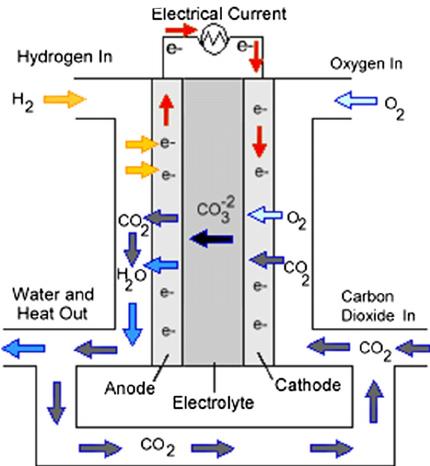 Electrical Current
e-
e-
Hydrogen In
Oxygen In
H2
O2
e-
e-
e-
e-
CO3-2
CO2
O2
H2O
CO2
e-
e-
e-
e-
Water and
Heat Out
Carbon
Dioxide In
CO2
Anode
Cathode
Electrolyte
CO2